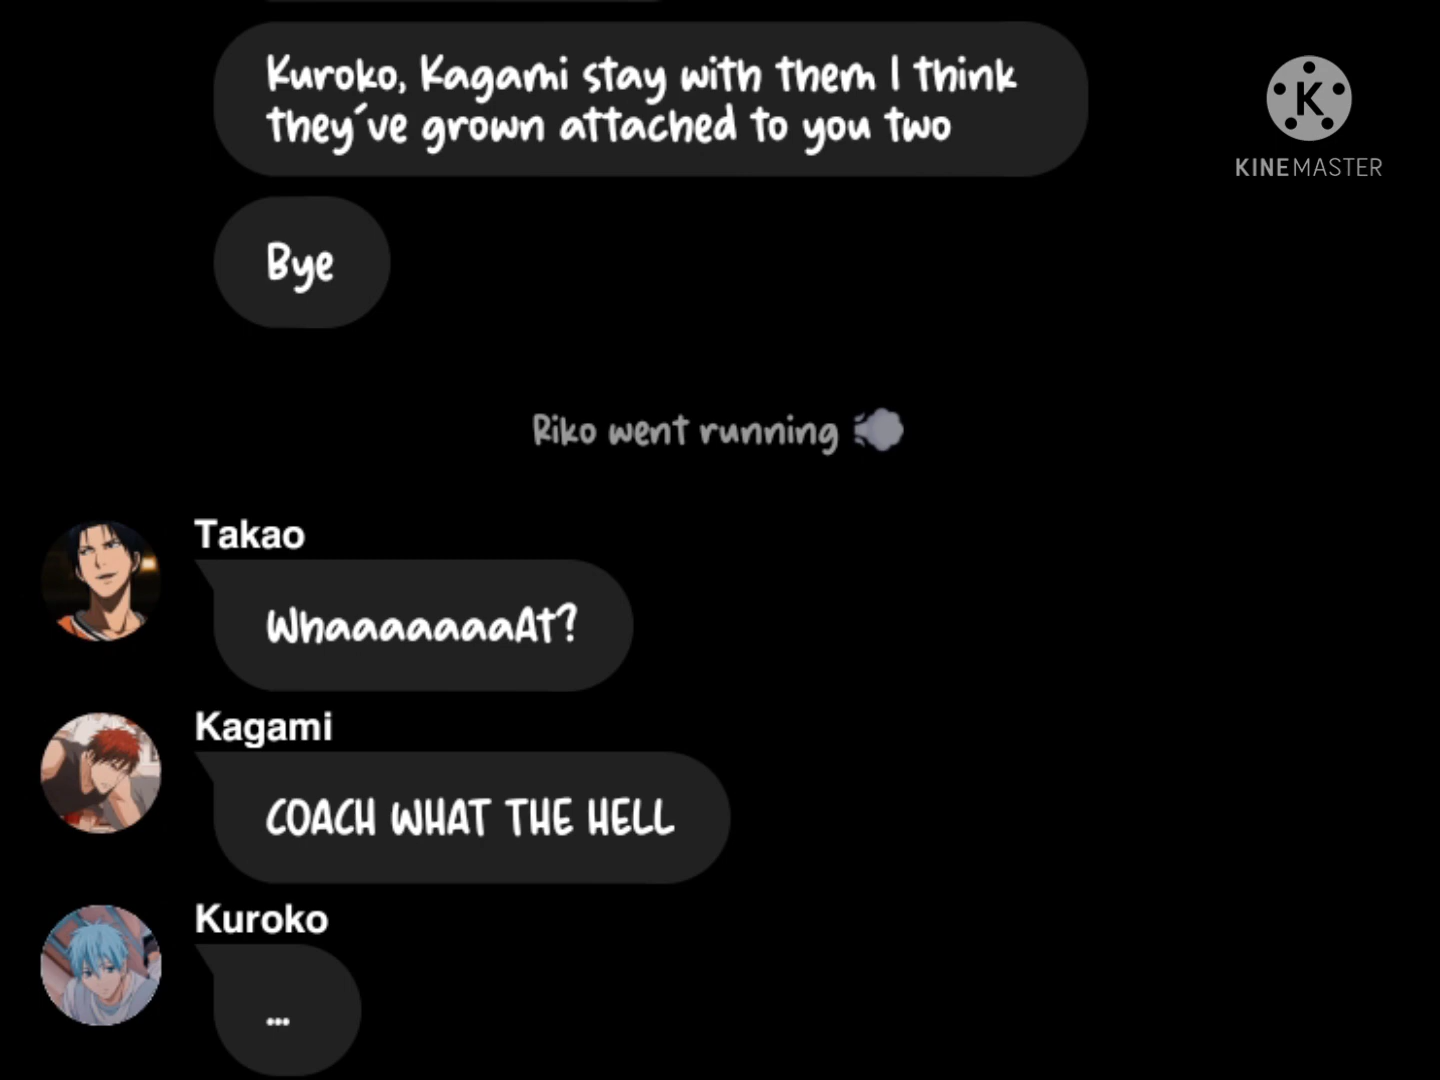 Kuroko, Kagami stay with them I think
they´ve grown attached to you two
KINEMASTER
Bye
Riko went running 💨
Takao
WhaaaaaaaAt?
Kagami
COACH WHAT THE HELL
Kuroko
...